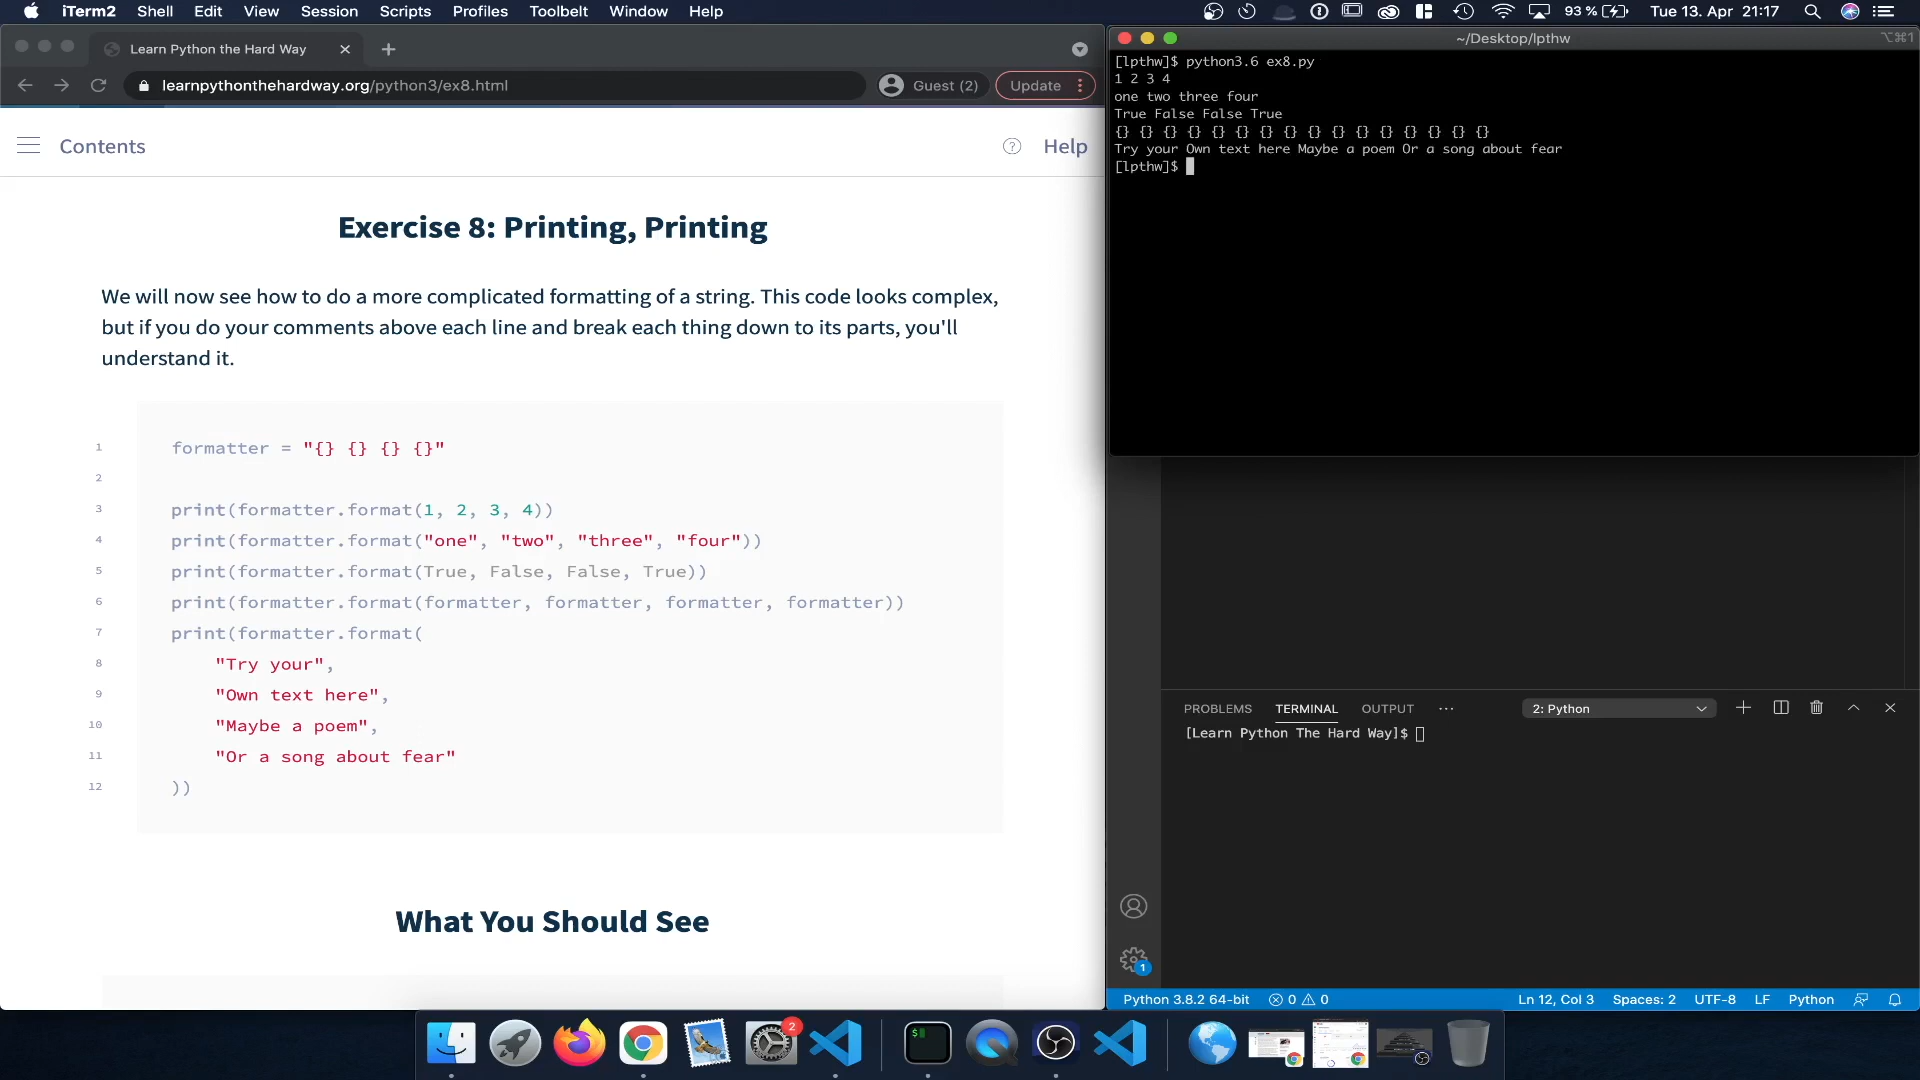 iTerm2 Shell Edit View Session Scripts Profiles Toolbelt Window Help
93 % Tue 13. Apr 21:17
Learn Python the Hard Way
learnpythonthehardway.org/python3/ex8.html
Guest (2)
Update
Contents
Help
Exercise 8: Printing, Printing
We will now see how to do a more complicated formatting of a string. This code looks complex,
but if you do your comments above each line and break each thing down to its parts, you'll
understand it.
1 formatter = "{} {} {} {}"
2
3 print(formatter.format(1, 2, 3, 4))
4 print(formatter.format("one", "two", "three", "four"))
5 print(formatter.format(True, False, False, True))
6 print(formatter.format(formatter, formatter, formatter, formatter))
7 print(formatter.format(
8 "Try your",
9 "Own text here",
10 "Maybe a poem",
11 "Or a song about fear"
12 ))
What You Should See
~/Desktop/lpthw
⌥⌘1
[lpthw]$ python3.6 ex8.py
1 2 3 4
one two three four
True False False True
{} {} {} {} {} {} {} {} {} {} {} {} {} {} {} {}
Try your Own text here Maybe a poem Or a song about fear
[lpthw]$
PROBLEMS TERMINAL OUTPUT ··· 2: Python
[Learn Python The Hard Way]$
1
Python 3.8.2 64-bit 0 0 Ln 12, Col 3 Spaces: 2 UTF-8 LF Python
2
$